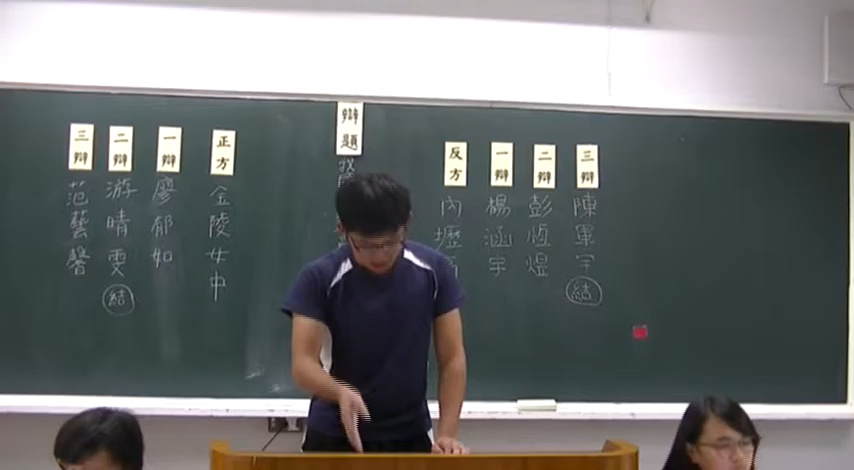 三辯
范藝馨
二辯
游晴雯
結
一辯
廖郁如
正方
金陵女中
辯題
我
反方
內壢高
一辯
楊涵宇
二辯
彭恆煜
三辯
陳軍宇
結